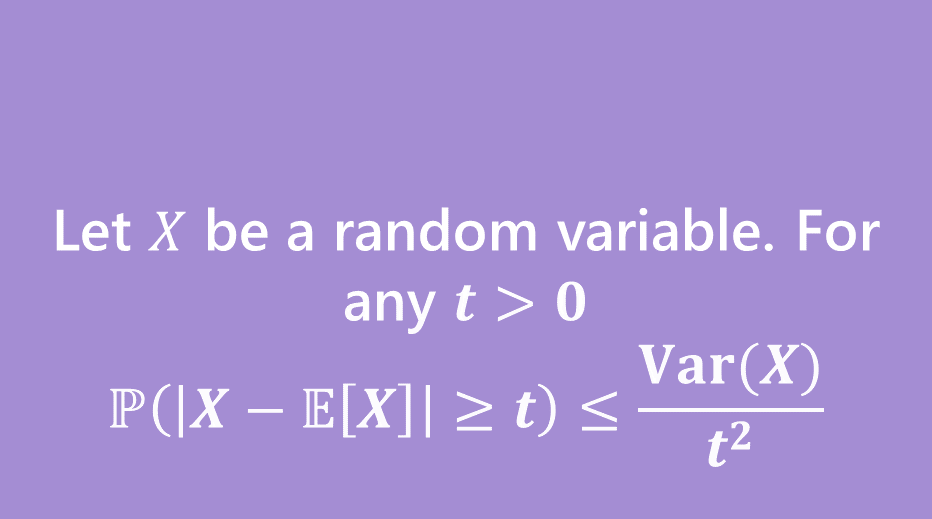 Let X be a random variable. For
any t > 0
ℙ(|X − 𝔼[X]| ≥ t) ≤ Var(X)/t²